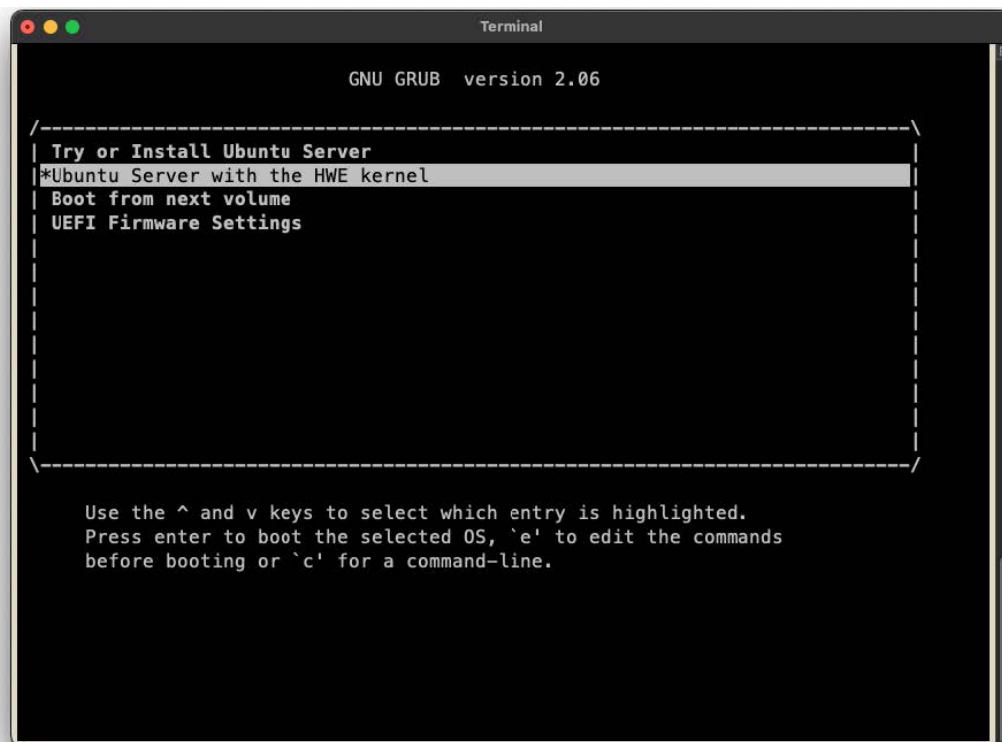 Terminal
GNU GRUB version 2.06
Try or Install Ubuntu Server
*Ubuntu Server with the HWE kernel
Boot from next volume
UEFI Firmware Settings
Use the ^ and v keys to select which entry is highlighted.
Press enter to boot the selected OS, `e' to edit the commands
before booting or `c' for a command-line.